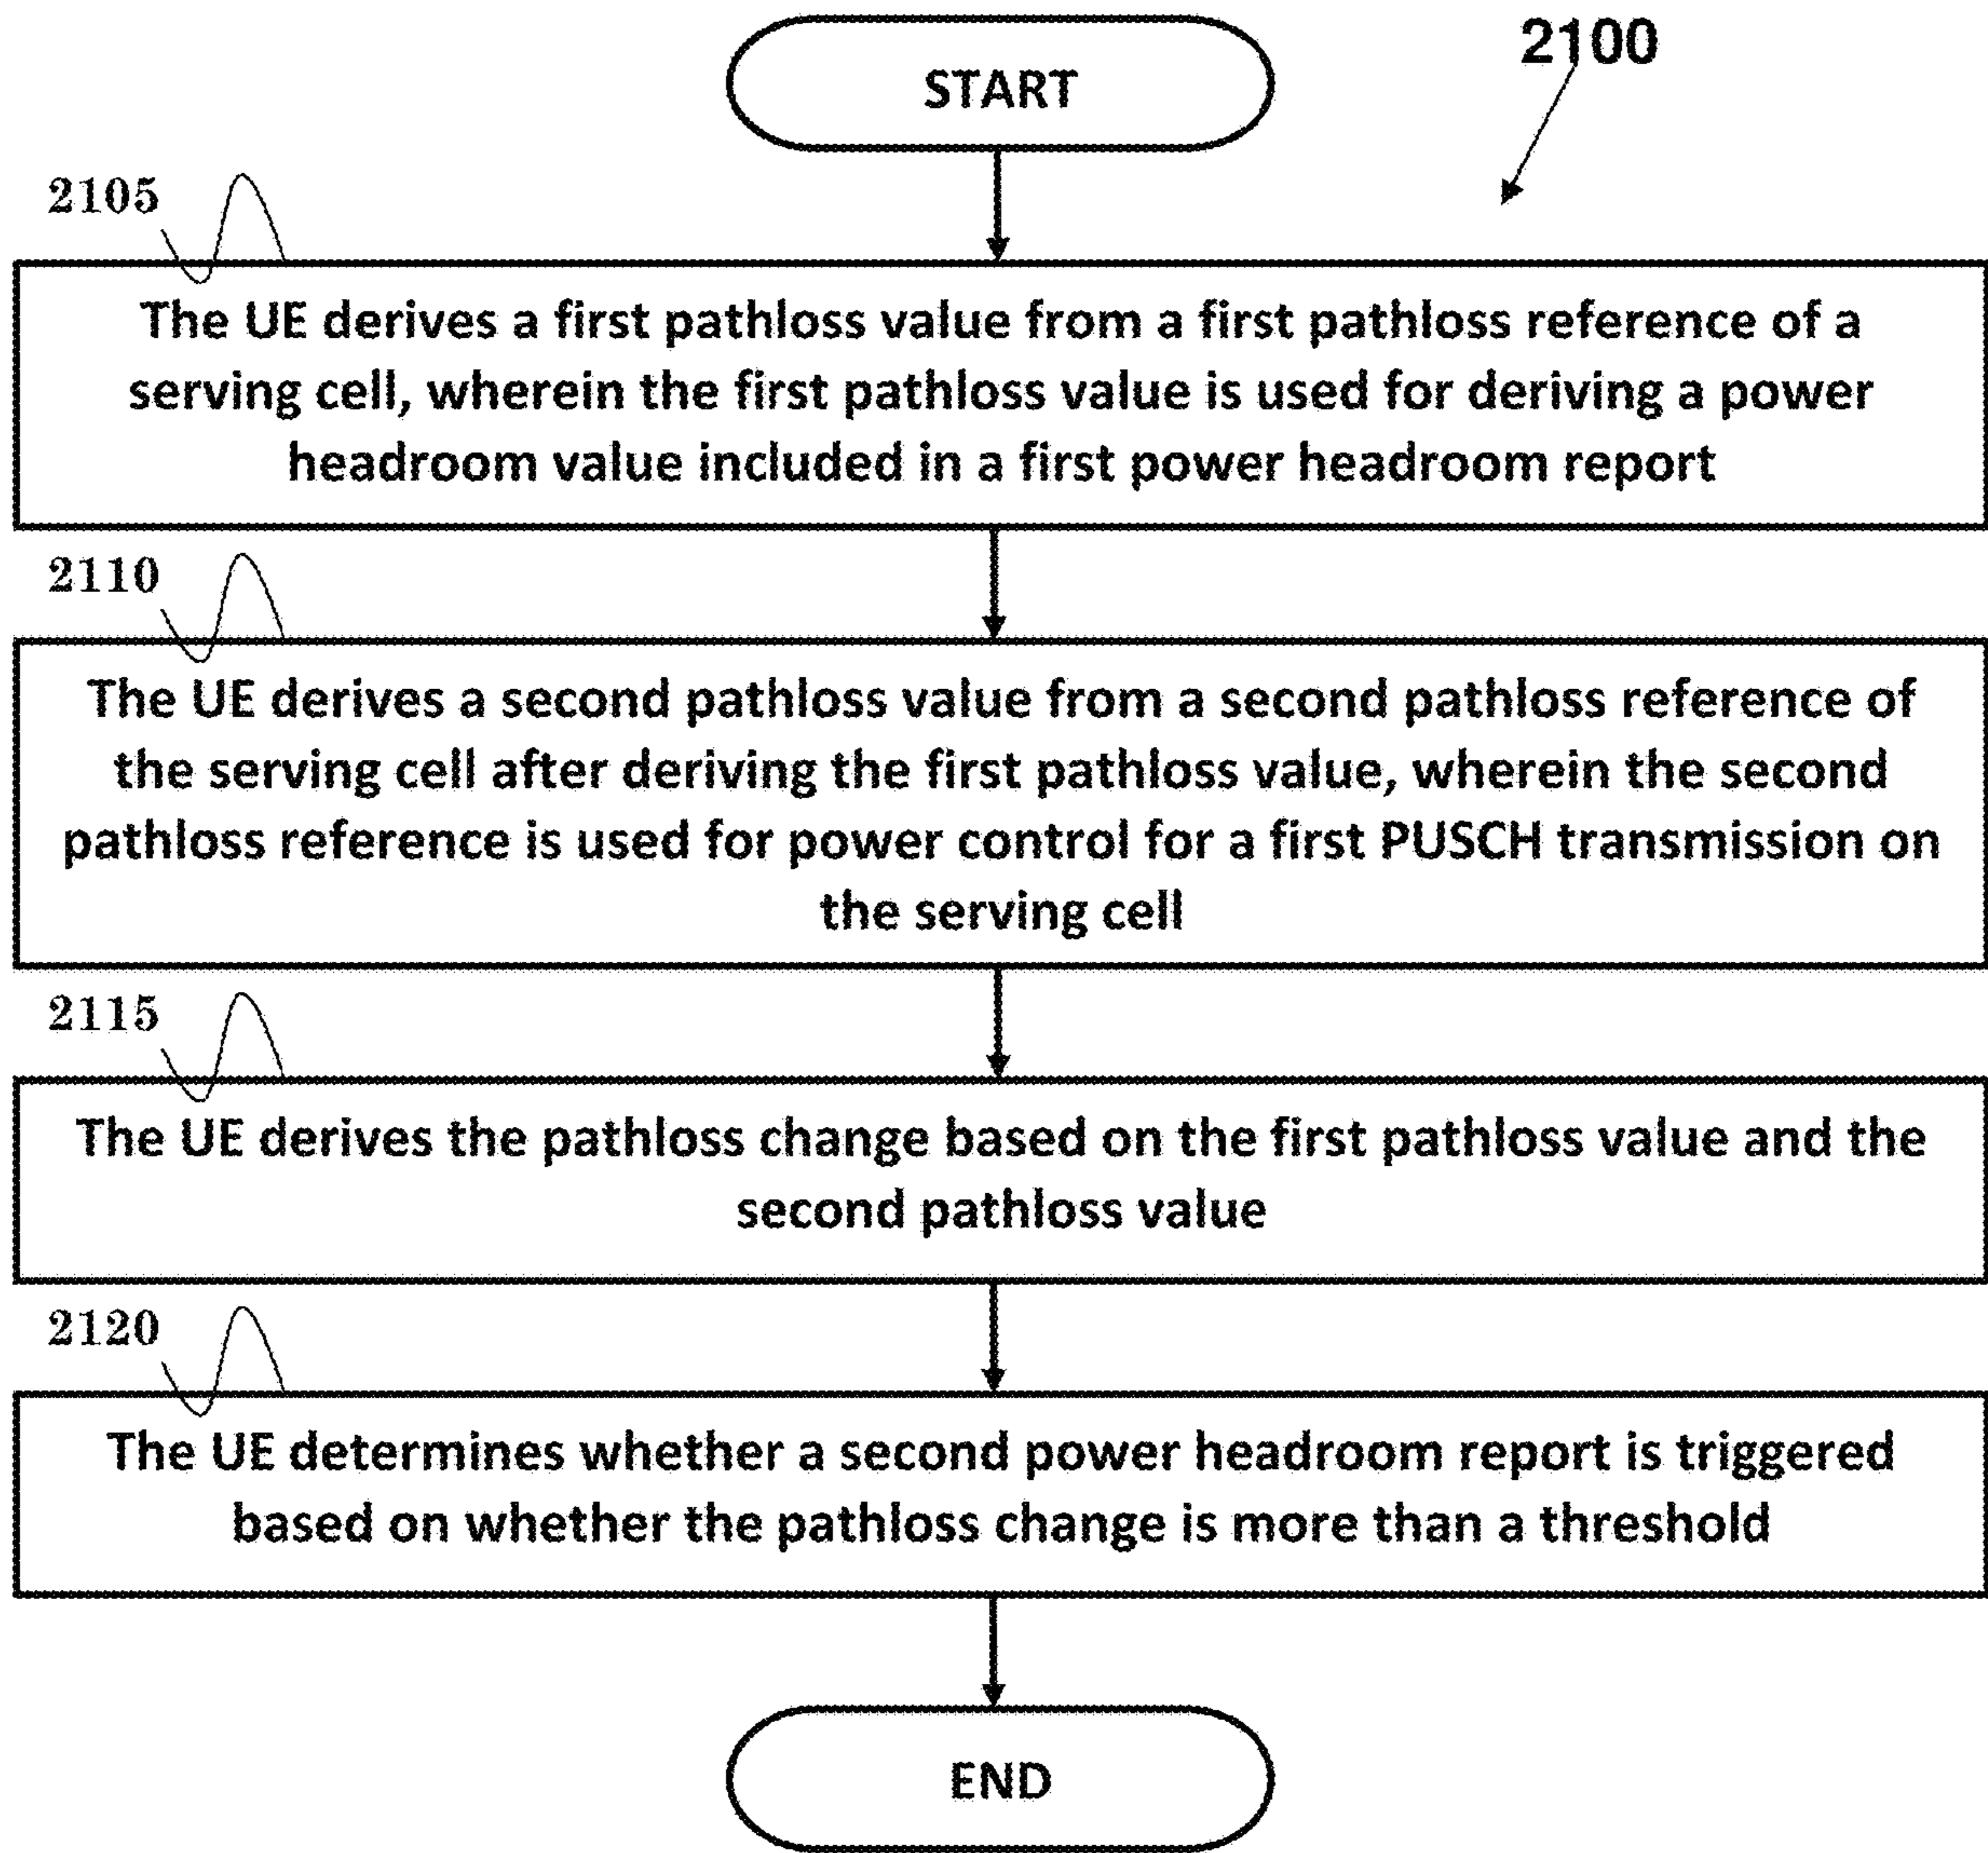 START
2100
2105
The UE derives a first pathloss value from a first pathloss reference of a
serving cell, wherein the first pathloss value is used for deriving a power
headroom value included in a first power headroom report
2110
The UE derives a second pathloss value from a second pathloss reference of
the serving cell after deriving the first pathloss value, wherein the second
pathloss reference is used for power control for a first PUSCH transmission on
the serving cell
2115
The UE derives the pathloss change based on the first pathloss value and the
second pathloss value
2120
The UE determines whether a second power headroom report is triggered
based on whether the pathloss change is more than a threshold
END